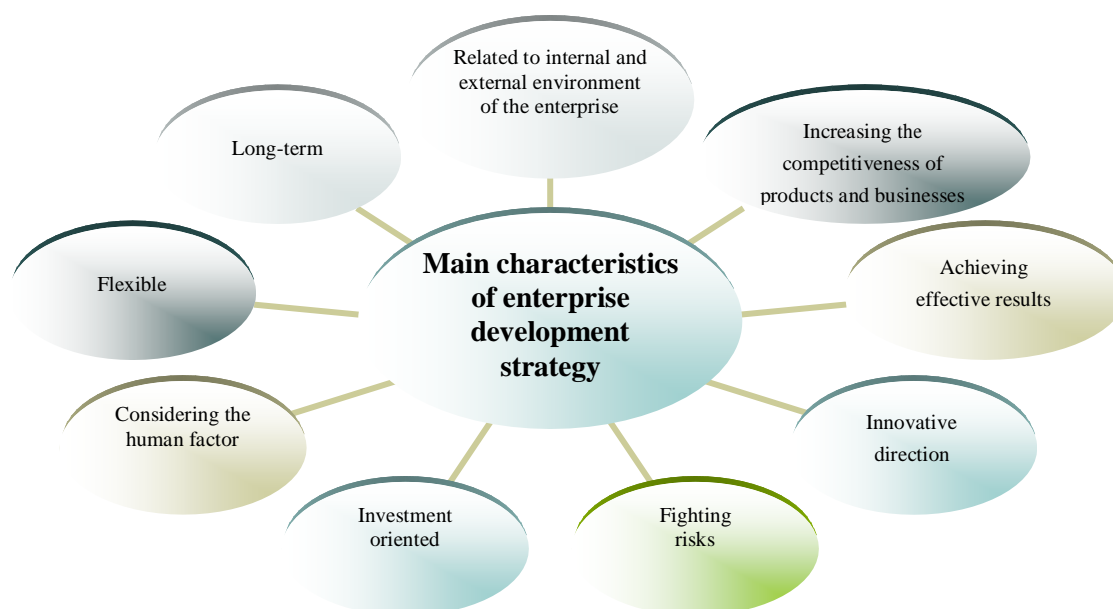 Related to internal and
external environment
of the enterprise
Increasing the
competitiveness of
products and businesses
Achieving
effective results
Innovative
direction
Fighting
risks
Investment
oriented
Considering the
human factor
Flexible
Long-term
Main characteristics
of enterprise
development
strategy